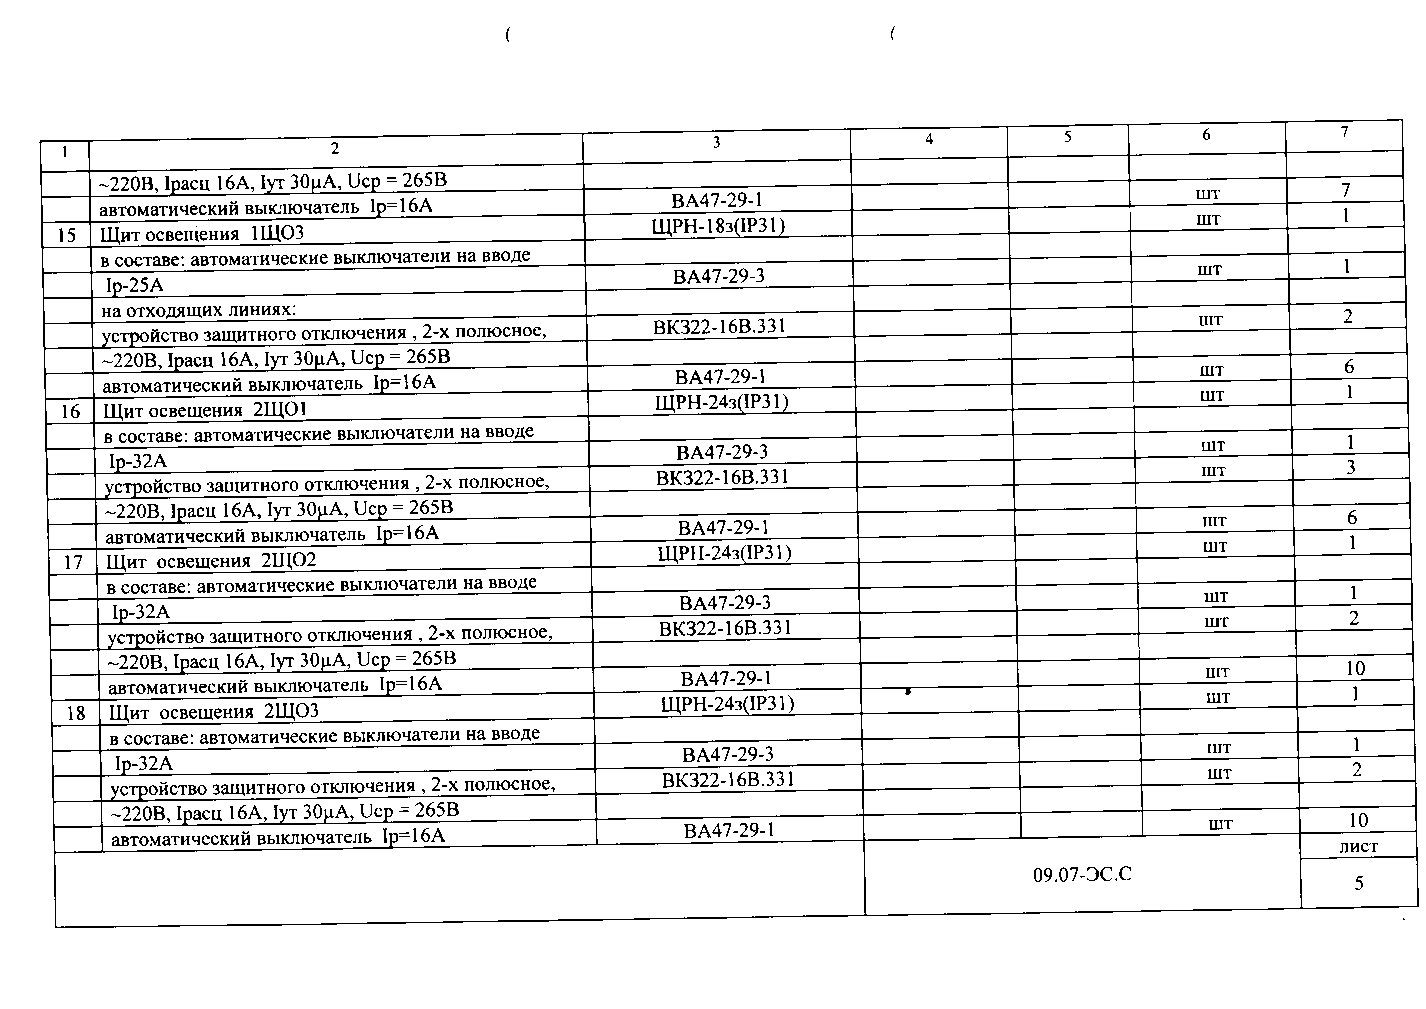 1 2 3 4 5 6 7
~220В, Iрасц 16А, Iут 30µА, Uср = 265В
автоматический выключатель Iр=16А ВА47-29-1 шт 7
15 Щит освещения 1ЩО3 ЩРН-18з(IP31) шт 1
в составе: автоматические выключатели на вводе
Iр-25А ВА47-29-3 шт 1
на отходящих линиях:
устройство защитного отключения , 2-х полюсное, ВКЗ22-16В.331 шт 2
~220В, Iрасц 16А, Iут 30µА, Uср = 265В
автоматический выключатель Iр=16А ВА47-29-1 шт 6
16 Щит освещения 2ЩО1 ЩРН-24з(IP31) шт 1
в составе: автоматические выключатели на вводе
Iр-32А ВА47-29-3 шт 1
устройство защитного отключения , 2-х полюсное, ВКЗ22-16В.331 шт 3
~220В, Iрасц 16А, Iут 30µА, Uср = 265В
автоматический выключатель Iр=16А ВА47-29-1 шт 6
17 Щит освещения 2ЩО2 ЩРН-24з(IP31) шт 1
в составе: автоматические выключатели на вводе
Iр-32А ВА47-29-3 шт 1
устройство защитного отключения , 2-х полюсное, ВКЗ22-16В.331 шт 2
~220В, Iрасц 16А, Iут 30µА, Uср = 265В
автоматический выключатель Iр=16А ВА47-29-1 шт 10
18 Щит освещения 2ЩО3 ЩРН-24з(IP31) шт 1
в составе: автоматические выключатели на вводе
Iр-32А ВА47-29-3 шт 1
устройство защитного отключения , 2-х полюсное, ВКЗ22-16В.331 шт 2
~220В, Iрасц 16А, Iут 30µА, Uср = 265В
автоматический выключатель Iр=16А ВА47-29-1 шт 10
09.07-ЭС.С лист
5